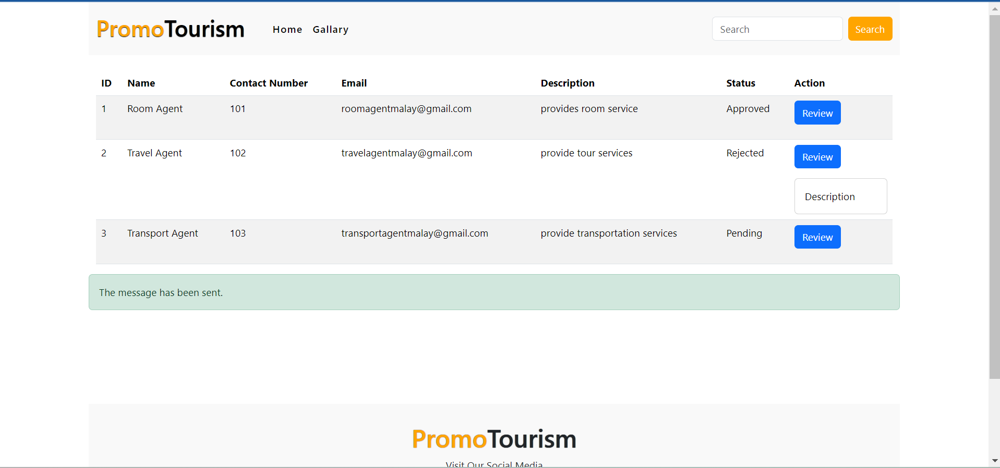 PromoTourism Home Gallary Search Search
ID Name Contact Number Email Description Status Action
1 Room Agent 101 roomagentmalay@gmail.com provides room service Approved Review
2 Travel Agent 102 travelagentmalay@gmail.com provide tour services Rejected Review
Description
3 Transport Agent 103 transportagentmalay@gmail.com provide transportation services Pending Review
The message has been sent.
PromoTourism
Visit Our Social Media